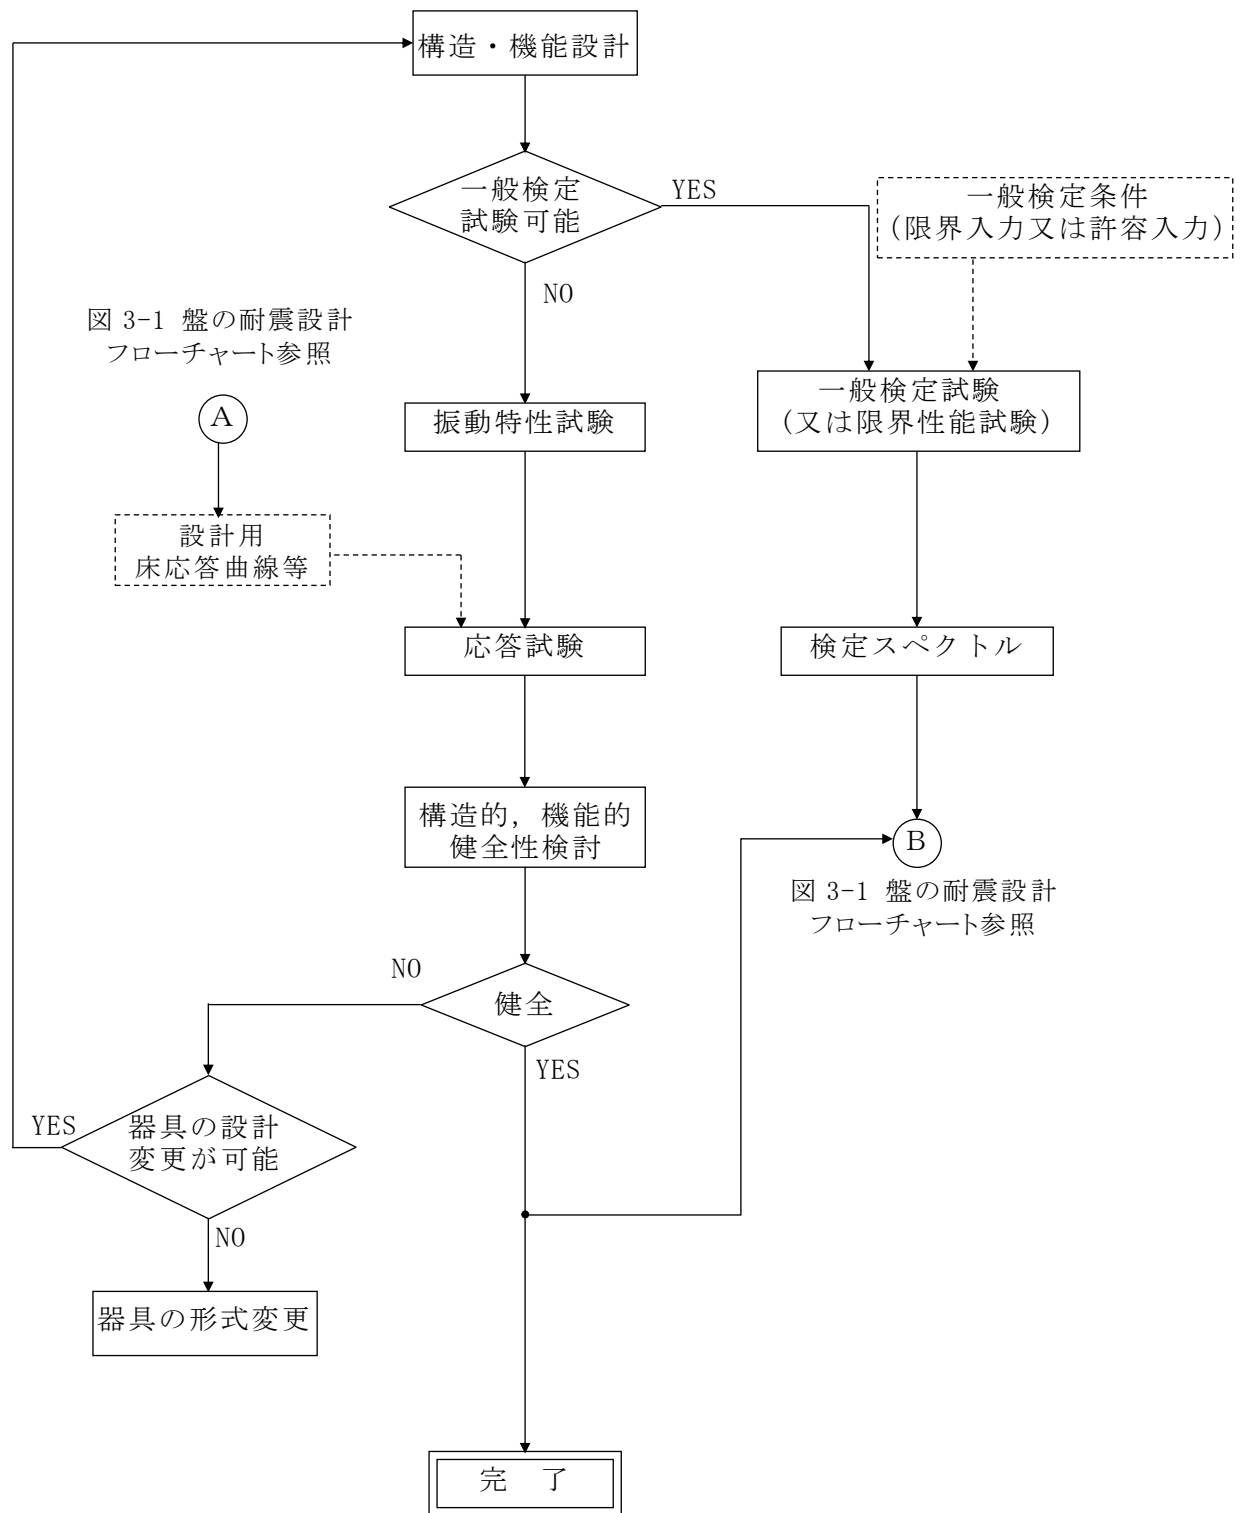 構造・機能設計
一般検定
試験可能
YES
一般検定条件
(限界入力又は許容入力)
NO
図 3-1 盤の耐震設計
フローチャート参照
A
振動特性試験
一般検定試験
(又は限界性能試験)
設計用
床応答曲線等
応答試験
検定スペクトル
構造的, 機能的
健全性検討
B
図 3-1 盤の耐震設計
フローチャート参照
NO
健全
YES
YES
器具の設計
変更が可能
NO
器具の形式変更
完 了